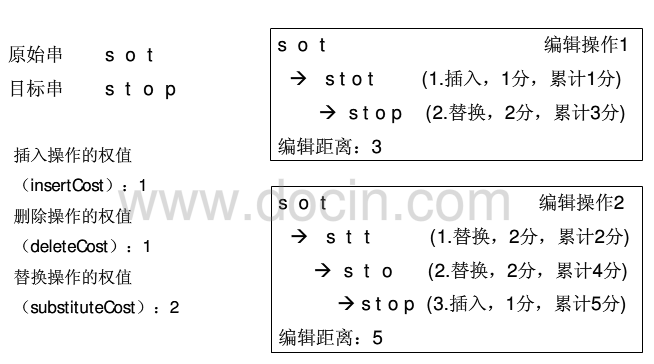 原始串 s o t
目标串 s t o p
插入操作的权值
（insertCost）：1
删除操作的权值
（deleteCost）：1
替换操作的权值
（substituteCost）：2
s o t 编辑操作1
→ s t o t (1.插入，1分，累计1分)
→ s t o p (2.替换，2分，累计3分)
编辑距离：3
s o t 编辑操作2
→ s t t (1.替换，2分，累计2分)
→ s t o (2.替换，2分，累计4分)
→ s t o p (3.插入，1分，累计5分)
编辑距离：5
www.docin.com